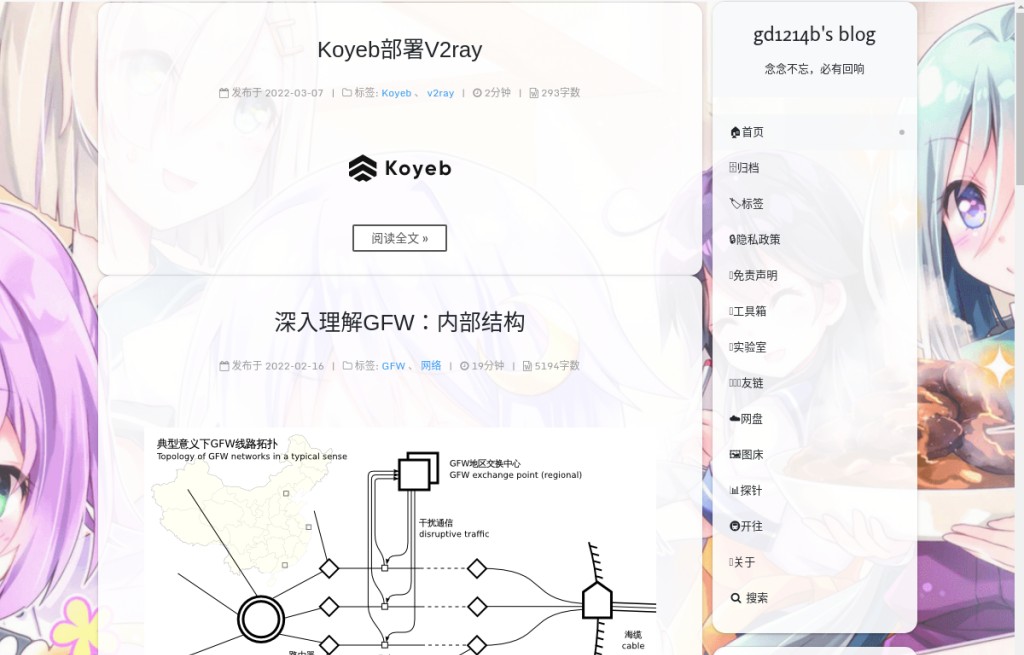 Koyeb部署V2ray
发布于 2022-03-07 | 标签: Koyeb 、 v2ray | 2分钟 | 293字数
Koyeb
阅读全文 »
深入理解GFW：内部结构
发布于 2022-02-16 | 标签: GFW 、 网络 | 19分钟 | 5194字数
典型意义下GFW线路拓扑
Topology of GFW networks in a typical sense
GFW地区交换中心
GFW exchange point (regional)
干扰通信
disruptive traffic
海缆
cable
路由器
gd1214b's blog
念念不忘，必有回响
首页
归档
标签
隐私政策
免责声明
工具箱
实验室
友链
网盘
图床
探针
开往
关于
搜索